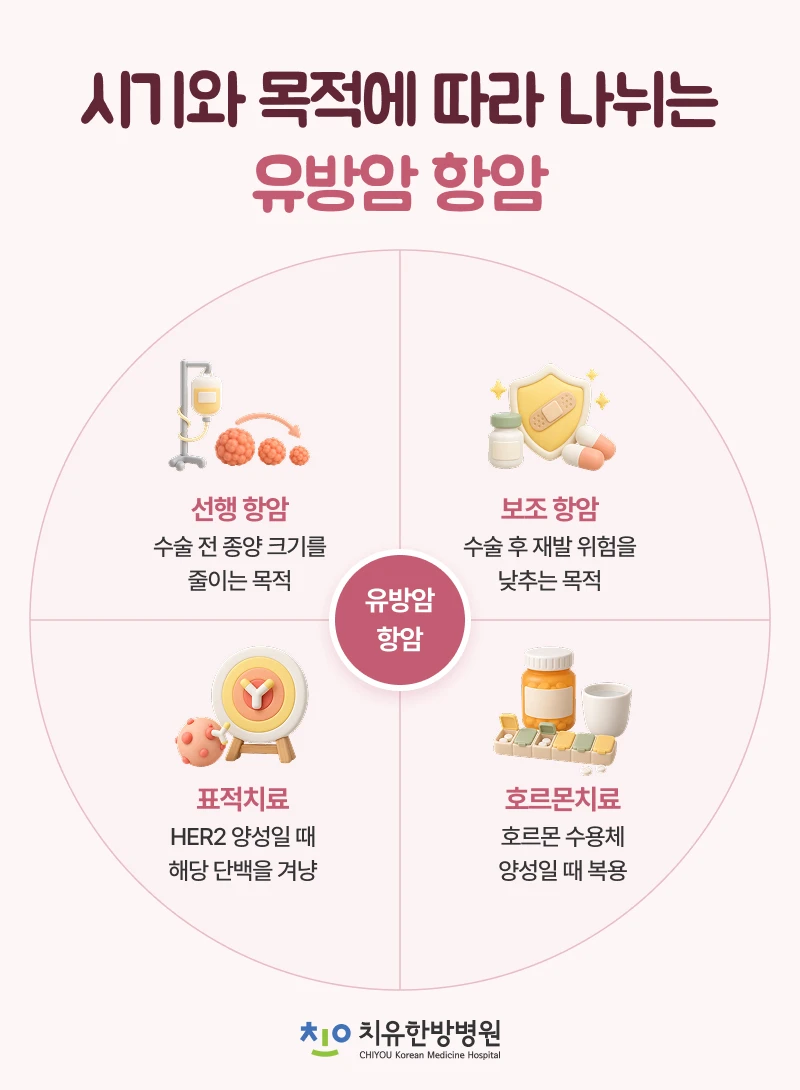 시기와 목적에 따라 나뉘는
유방암 항암
선행 항암
수술 전 종양 크기를
줄이는 목적
보조 항암
수술 후 재발 위험을
낮추는 목적
유방암
항암
표적치료
HER2 양성일 때
해당 단백을 겨냥
호르몬치료
호르몬 수용체
양성일 때 복용
치유 치유한방병원
CHIYOU Korean Medicine Hospital